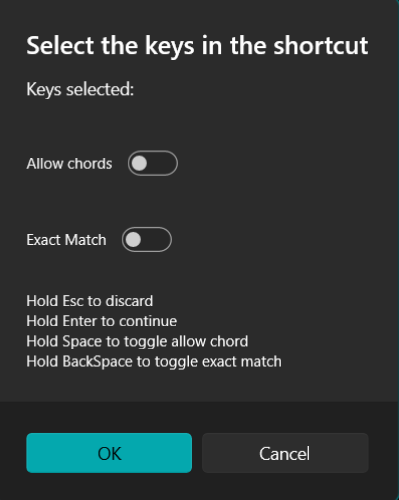 Select the keys in the shortcut
Keys selected:
Allow chords
Exact Match
Hold Esc to discard
Hold Enter to continue
Hold Space to toggle allow chord
Hold BackSpace to toggle exact match
OK
Cancel